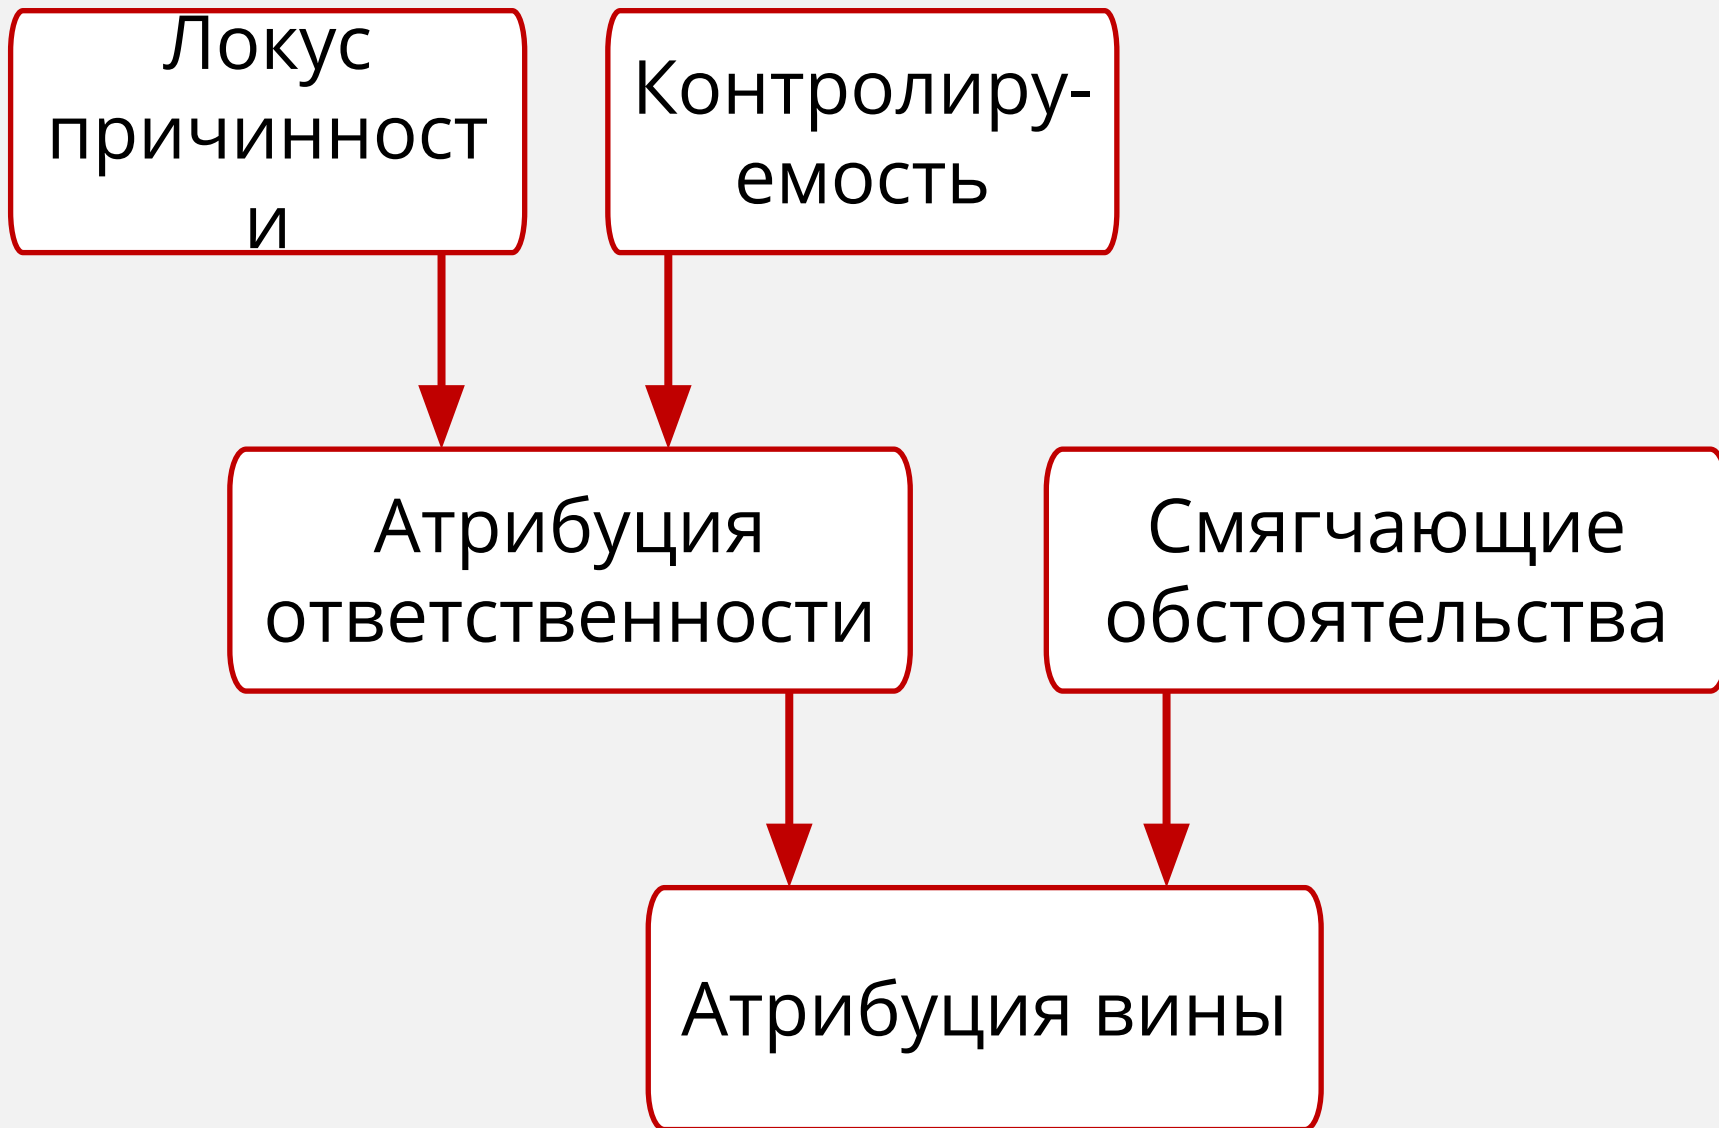 Локус
причинност
и
Контролиру-
емость
Атрибуция
ответственности
Смягчающие
обстоятельства
Атрибуция вины